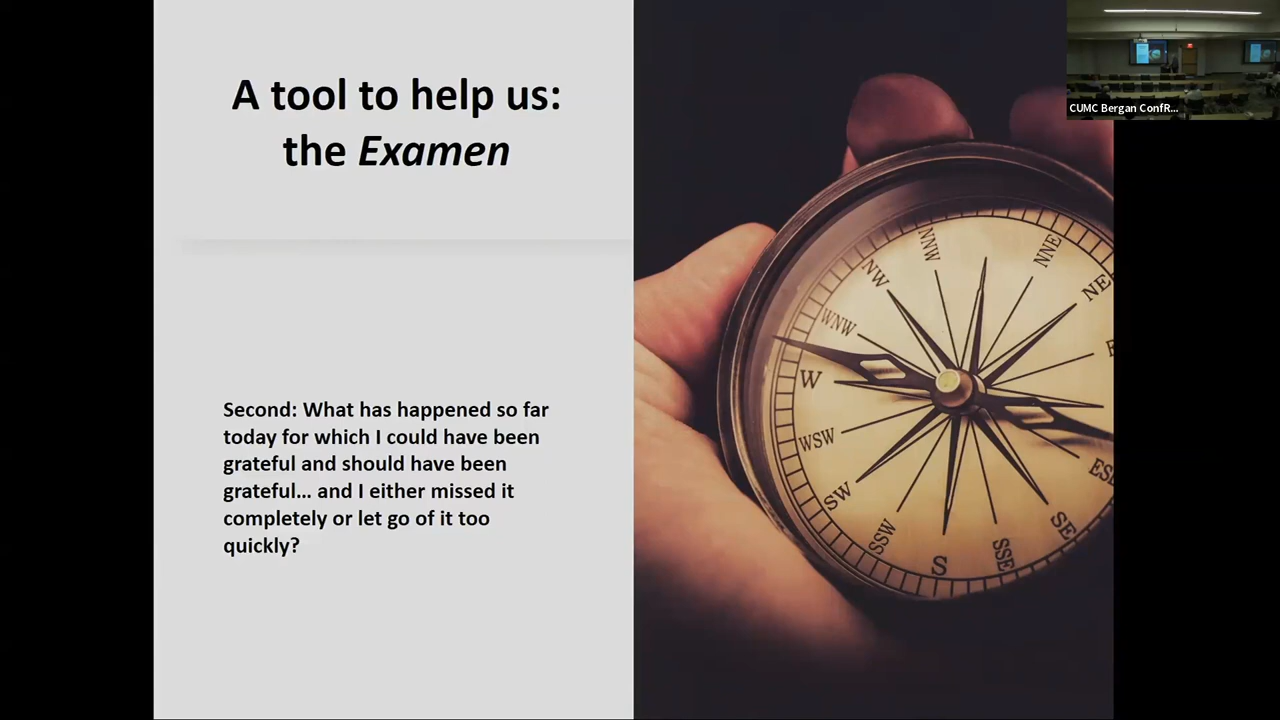 A tool to help us:
the Examen
Second: What has happened so far
today for which I could have been
grateful and should have been
grateful... and I either missed it
completely or let go of it too
quickly?
CUMC Bergan ConfR...
NNW
NNE
NW
NE
WNW
W
WSW
SW
SSW
S
SSE
SE